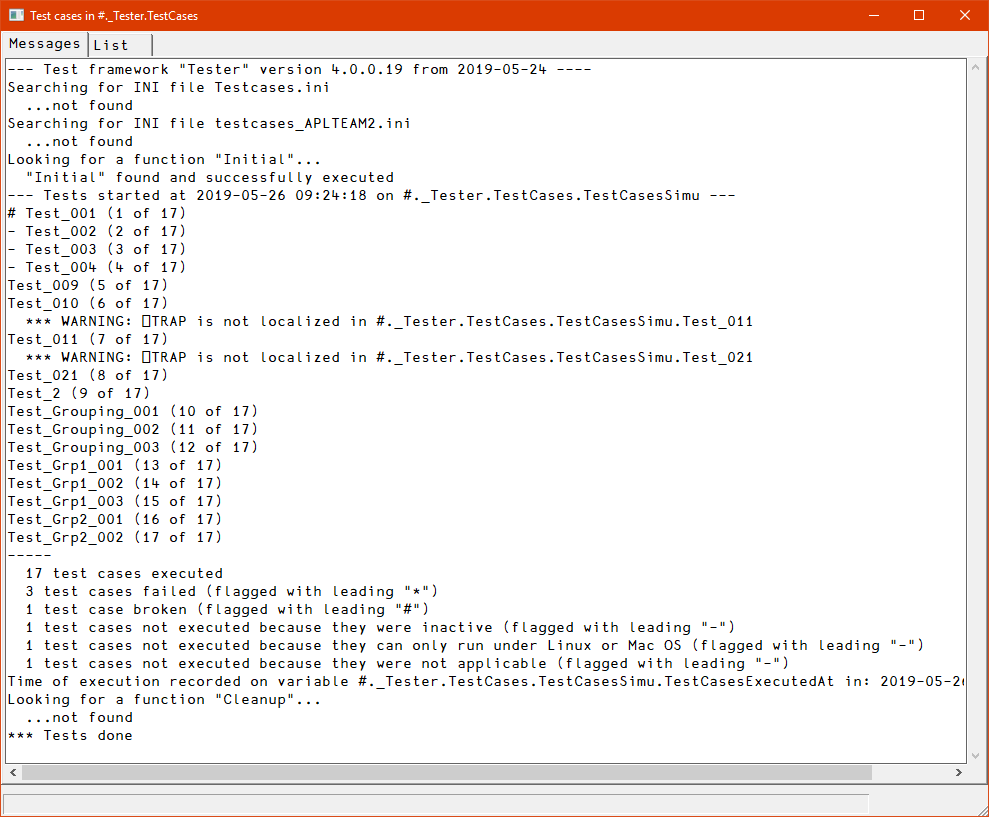 Test cases in #._Tester.TestCases
Messages
List
--- Test framework "Tester" version 4.0.0.19 from 2019-05-24 ----
Searching for INI file Testcases.ini
...not found
Searching for INI file testcases_APLTEAM2.ini
...not found
Looking for a function "Initial"...
"Initial" found and successfully executed
--- Tests started at 2019-05-26 09:24:18 on #._Tester.TestCases.TestCasesSimu ---
# Test_001 (1 of 17)
- Test_002 (2 of 17)
- Test_003 (3 of 17)
- Test_004 (4 of 17)
Test_009 (5 of 17)
Test_010 (6 of 17)
*** WARNING: ⎕TRAP is not localized in #._Tester.TestCases.TestCasesSimu.Test_011
Test_011 (7 of 17)
*** WARNING: ⎕TRAP is not localized in #._Tester.TestCases.TestCasesSimu.Test_021
Test_021 (8 of 17)
Test_2 (9 of 17)
Test_Grouping_001 (10 of 17)
Test_Grouping_002 (11 of 17)
Test_Grouping_003 (12 of 17)
Test_Grp1_001 (13 of 17)
Test_Grp1_002 (14 of 17)
Test_Grp1_003 (15 of 17)
Test_Grp2_001 (16 of 17)
Test_Grp2_002 (17 of 17)
-----
17 test cases executed
3 test cases failed (flagged with leading "*")
1 test case broken (flagged with leading "#")
1 test cases not executed because they were inactive (flagged with leading "-")
1 test cases not executed because they can only run under Linux or Mac OS (flagged with leading "-")
1 test cases not executed because they were not applicable (flagged with leading "-")
Time of execution recorded on variable #._Tester.TestCases.TestCasesSimu.TestCasesExecutedAt in: 2019-05-26
Looking for a function "Cleanup"...
...not found
*** Tests done